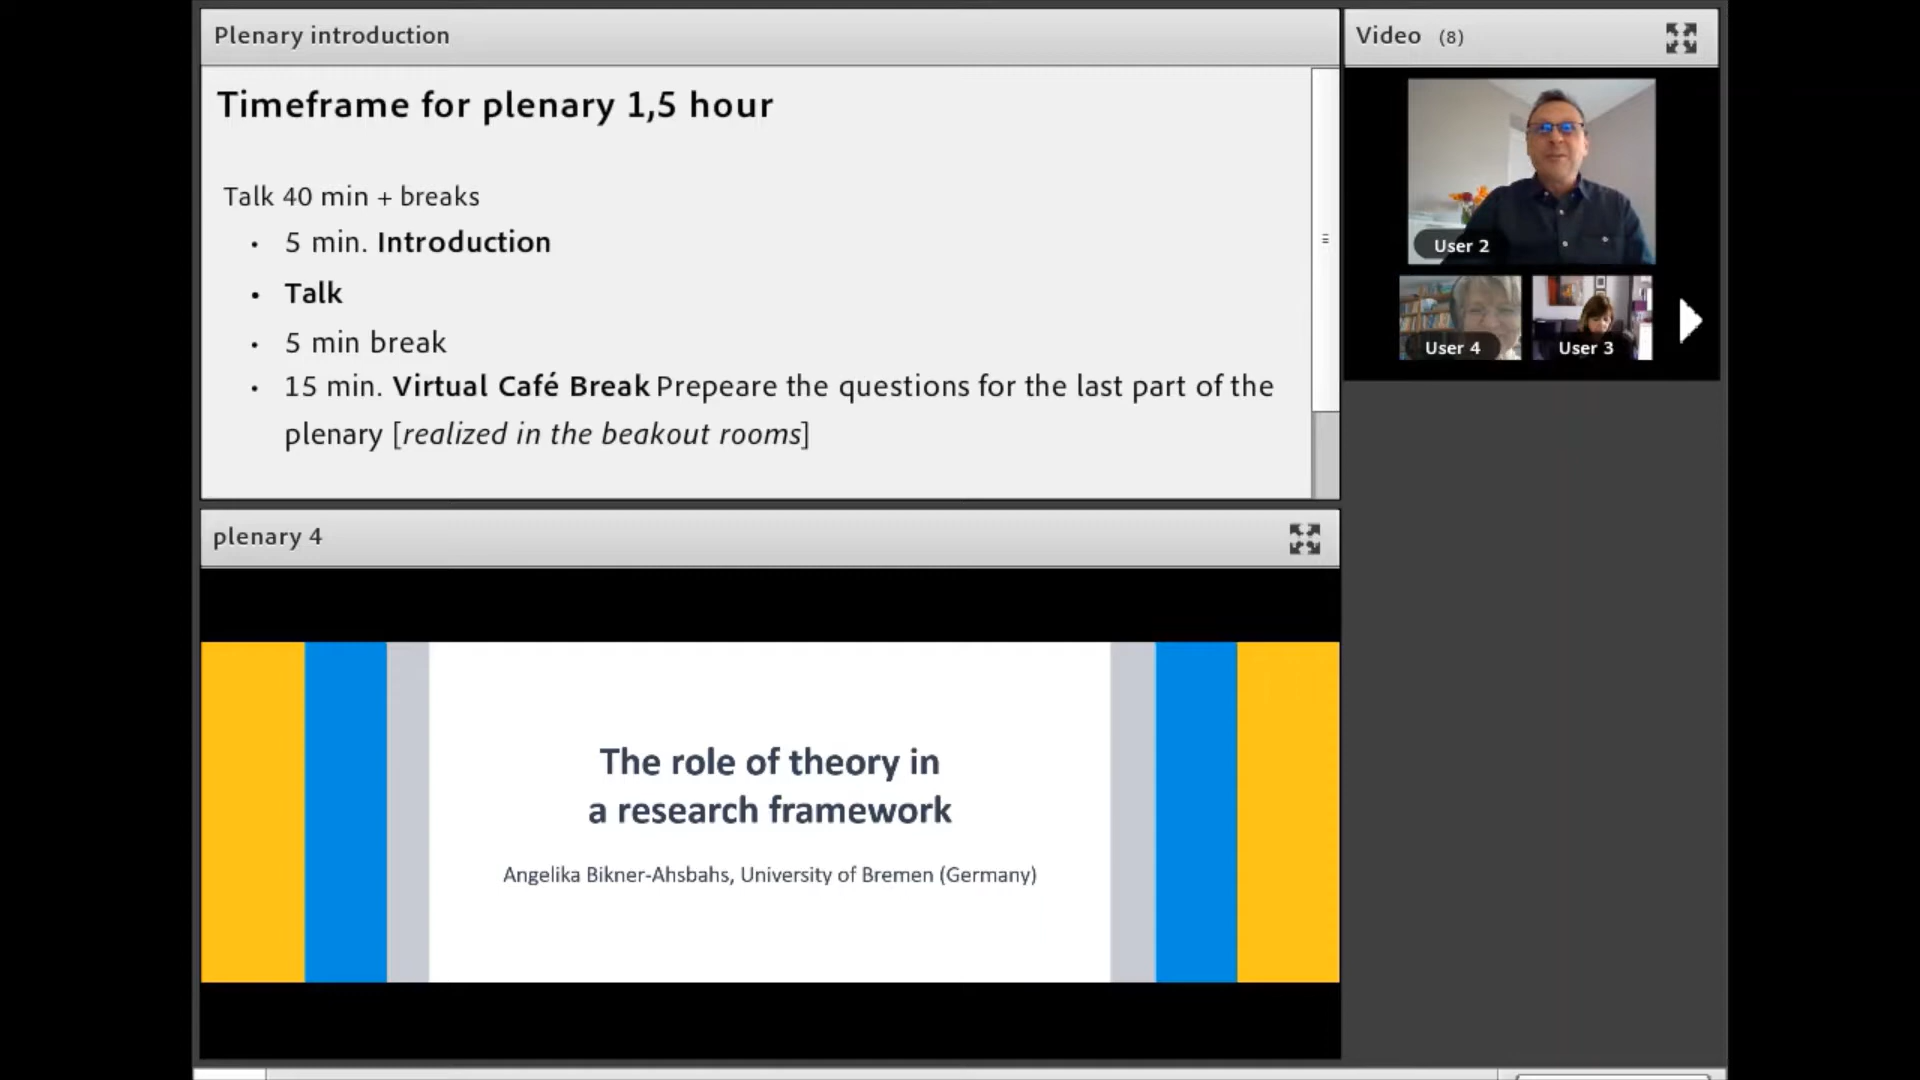 Plenary introduction
Timeframe for plenary 1,5 hour
Talk 40 min + breaks
• 5 min. Introduction
• Talk
• 5 min break
• 15 min. Virtual Café Break Prepeare the questions for the last part of the
plenary [realized in the beakout rooms]
Video (8)
User 2
User 4
User 3
plenary 4
The role of theory in
a research framework
Angelika Bikner-Ahsbahs, University of Bremen (Germany)